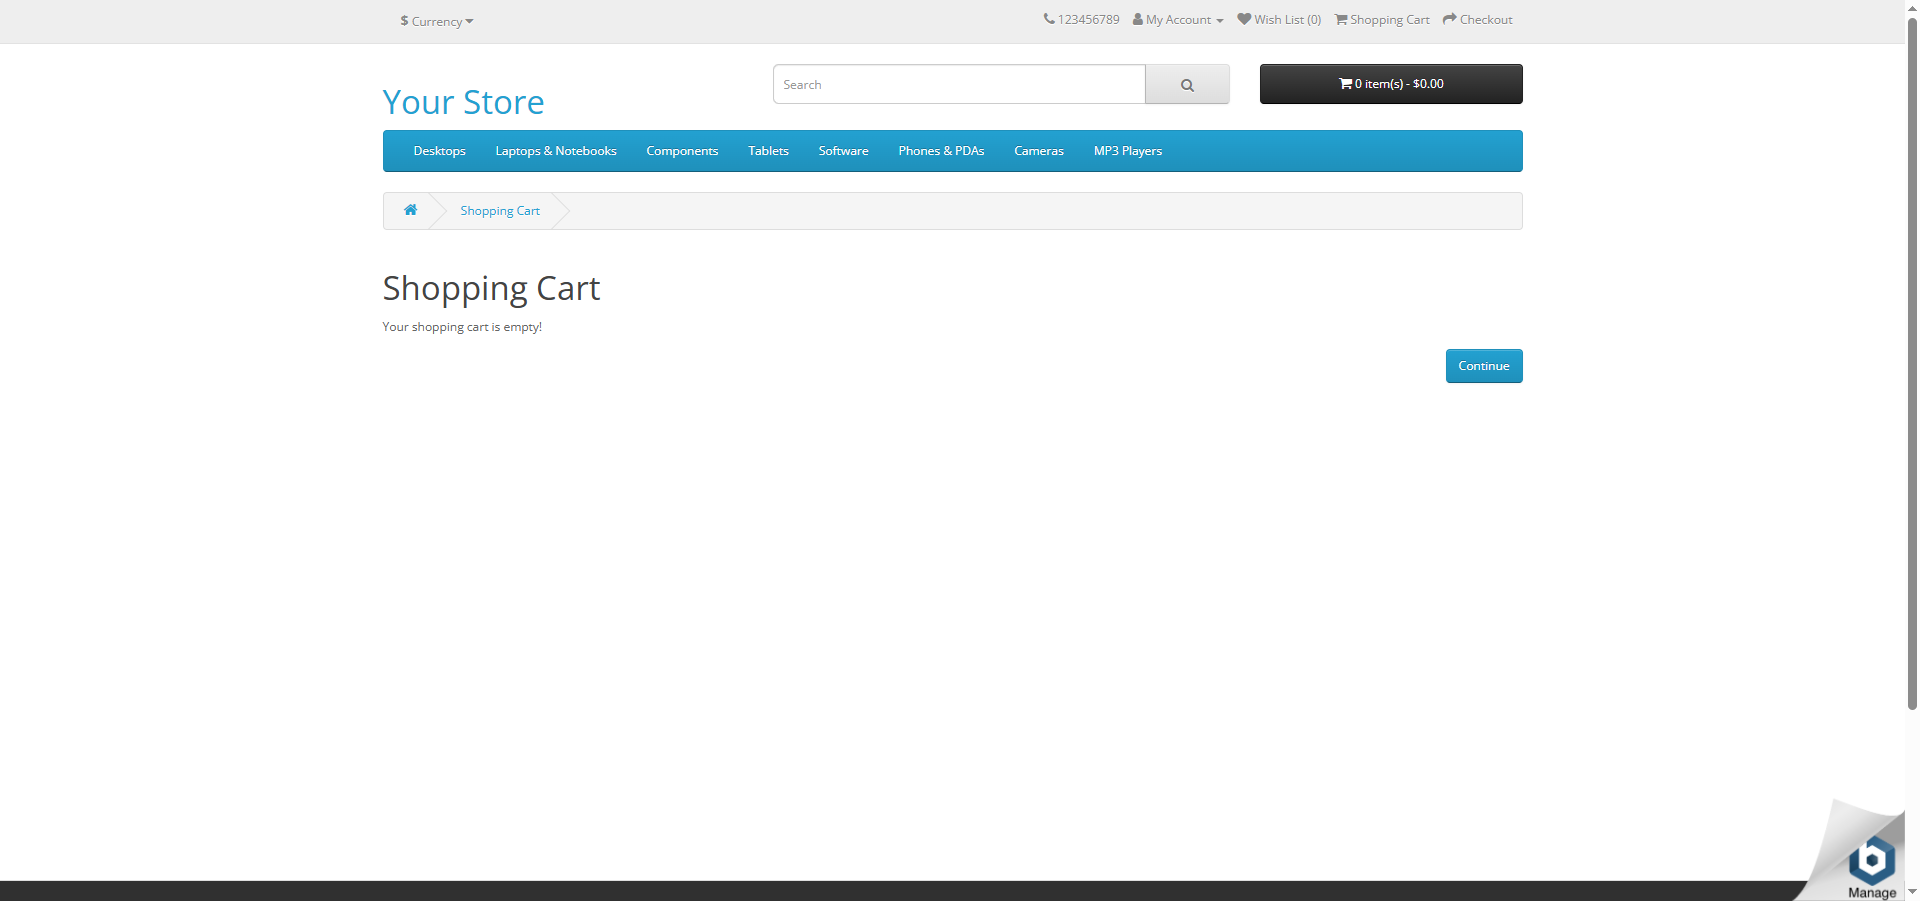 $ Currency
123456789 My Account Wish List (0) Shopping Cart Checkout
Your Store
Search
0 item(s) - $0.00
Desktops Laptops & Notebooks Components Tablets Software Phones & PDAs Cameras MP3 Players
Shopping Cart
Shopping Cart
Your shopping cart is empty!
Continue
b
Manage